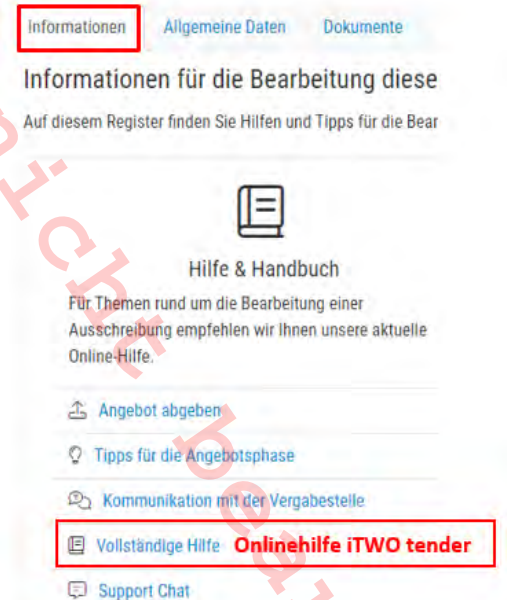 Informationen Allgemeine Daten Dokumente
Informationen für die Bearbeitung diese
Auf diesem Register finden Sie Hilfen und Tipps für die Bear
Hilfe & Handbuch
Für Themen rund um die Bearbeitung einer
Ausschreibung empfehlen wir Ihnen unsere aktuelle
Online-Hilfe.
Angebot abgeben
Tipps für die Angebotsphase
Kommunikation mit der Vergabestelle
Vollständige Hilfe Onlinehilfe iTWO tender
Support Chat
nicht